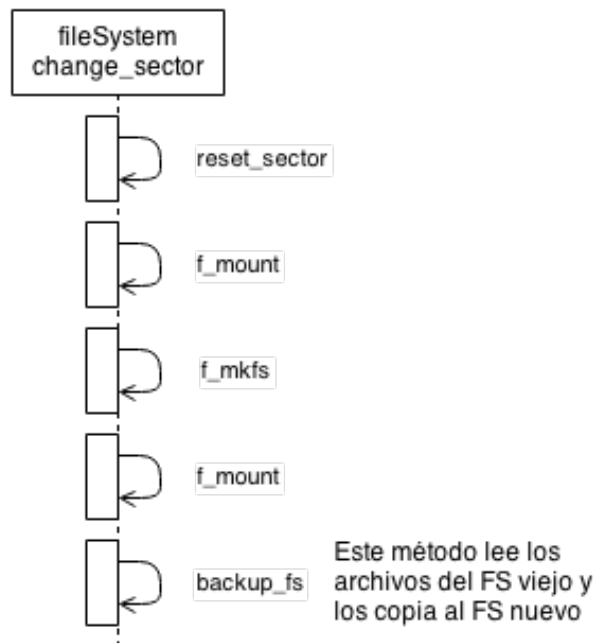 fileSystem
change_sector
reset_sector
f_mount
f_mkfs
f_mount
backup_fs
Este método lee los
archivos del FS viejo y
los copia al FS nuevo